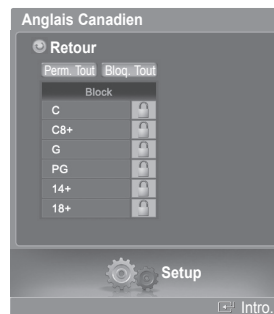 Anglais Canadien
Retour
Perm. Tout Bloq. Tout
Block
C
C8+
G
PG
14+
18+
Setup
Intro.